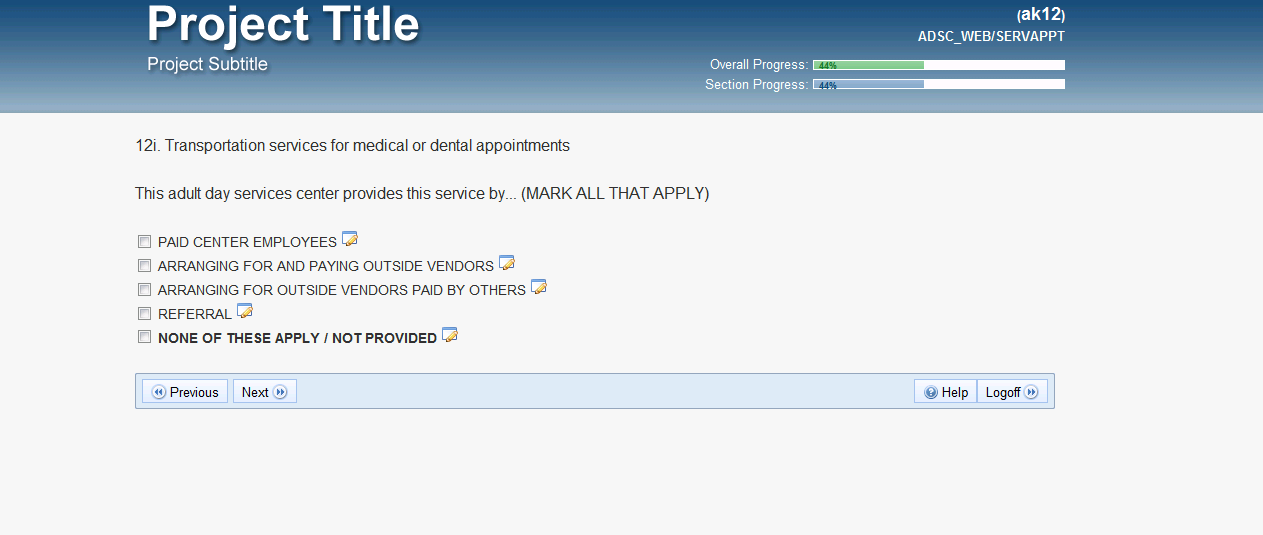 Project Title
Project Subtitle
(ak12)
ADSC_WEB/SERVAPPT
Overall Progress: 44%
Section Progress: 44%
12i. Transportation services for medical or dental appointments
This adult day services center provides this service by... (MARK ALL THAT APPLY)
PAID CENTER EMPLOYEES
ARRANGING FOR AND PAYING OUTSIDE VENDORS
ARRANGING FOR OUTSIDE VENDORS PAID BY OTHERS
REFERRAL
NONE OF THESE APPLY / NOT PROVIDED
Previous Next Help Logoff